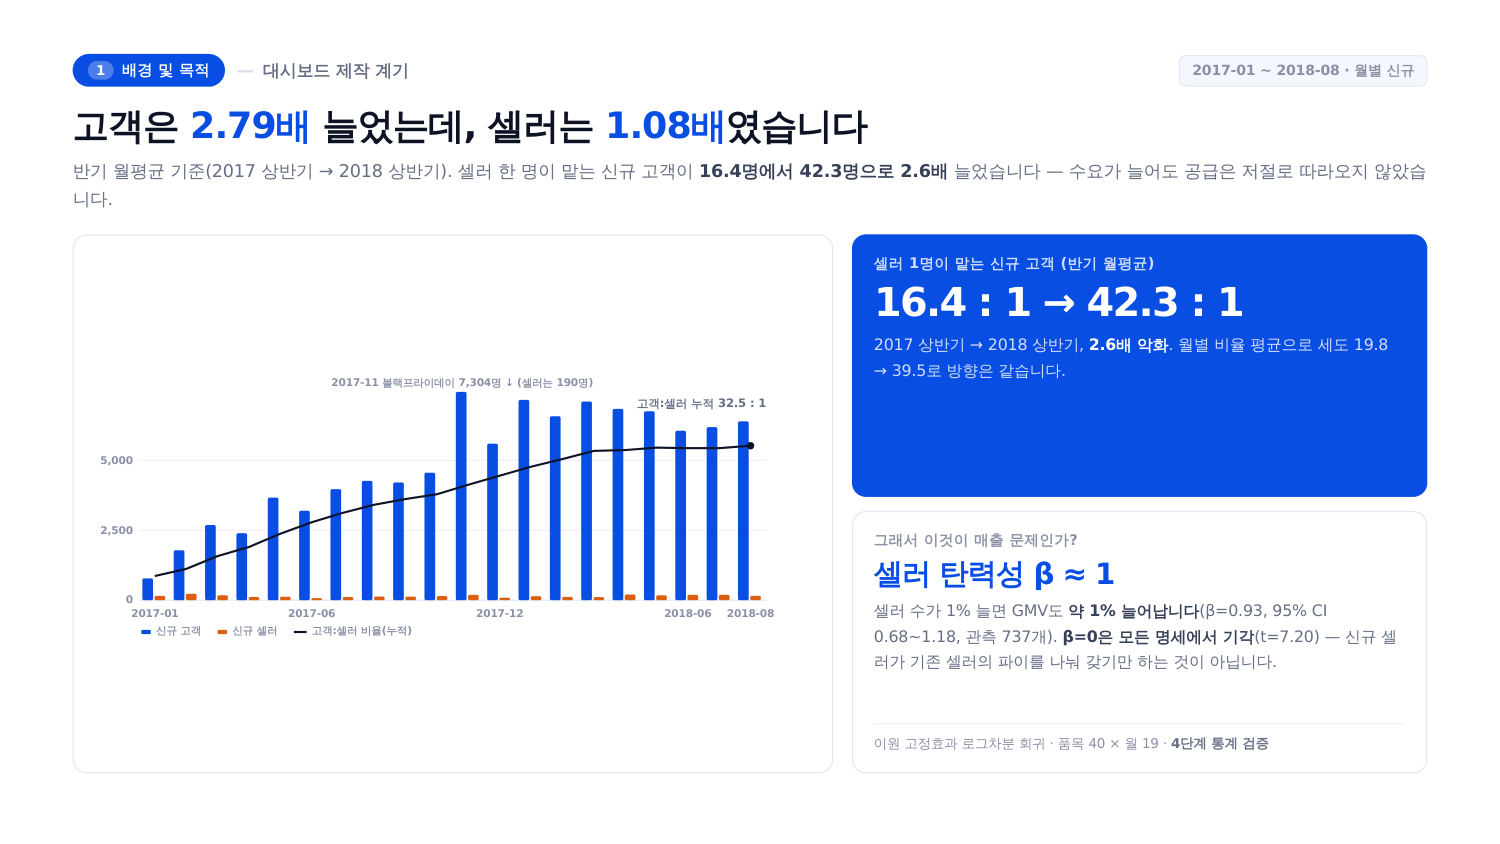 1 배경 및 목적 — 대시보드 제작 계기
2017-01 ~ 2018-08 · 월별 신규
고객은 2.79배 늘었는데, 셀러는 1.08배였습니다
반기 월평균 기준(2017 상반기 → 2018 상반기). 셀러 한 명이 맡는 신규 고객이 16.4명에서 42.3명으로 2.6배 늘었습니다 — 수요가 늘어도 공급은 저절로 따라오지 않았습
니다.
2017-11 블랙프라이데이 7,304명 ↓ (셀러는 190명)
고객:셀러 누적 32.5 : 1
5,000
2,500
0
2017-01 2017-06 2017-12 2018-06 2018-08
신규 고객 신규 셀러 고객:셀러 비율(누적)
셀러 1명이 맡는 신규 고객 (반기 월평균)
16.4 : 1 → 42.3 : 1
2017 상반기 → 2018 상반기, 2.6배 악화. 월별 비율 평균으로 세도 19.8
→ 39.5로 방향은 같습니다.
그래서 이것이 매출 문제인가?
셀러 탄력성 β ≈ 1
셀러 수가 1% 늘면 GMV도 약 1% 늘어납니다(β=0.93, 95% CI
0.68~1.18, 관측 737개). β=0은 모든 명세에서 기각(t=7.20) — 신규 셀
러가 기존 셀러의 파이를 나눠 갖기만 하는 것이 아닙니다.
이원 고정효과 로그차분 회귀 · 품목 40 × 월 19 · 4단계 통계 검증